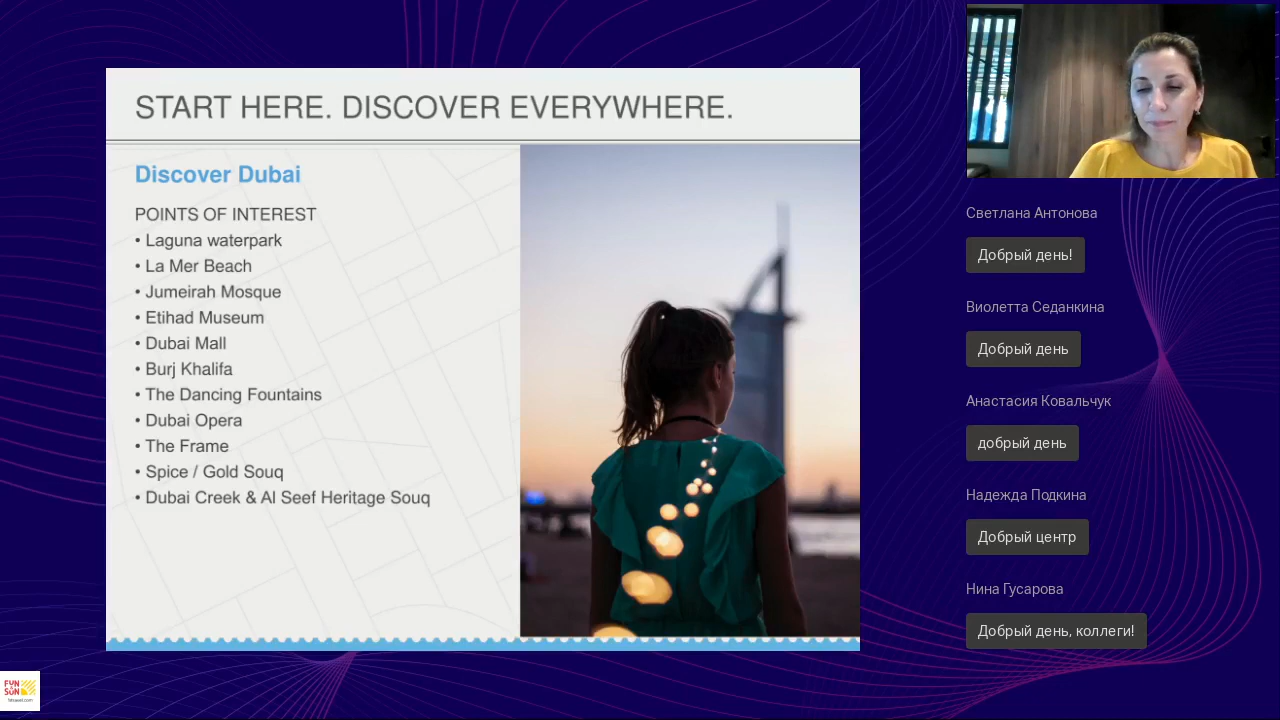 START HERE. DISCOVER EVERYWHERE.
Discover Dubai
POINTS OF INTEREST
• Laguna waterpark
• La Mer Beach
• Jumeirah Mosque
• Etihad Museum
• Dubai Mall
• Burj Khalifa
• The Dancing Fountains
• Dubai Opera
• The Frame
• Spice / Gold Souq
• Dubai Creek & Al Seef Heritage Souq
Светлана Антонова
Добрый день!
Виолетта Седанкина
Добрый день
Анастасия Ковальчук
добрый день
Надежда Подкина
Добрый центр
Нина Гусарова
Добрый день, коллеги!
FUN
SUN